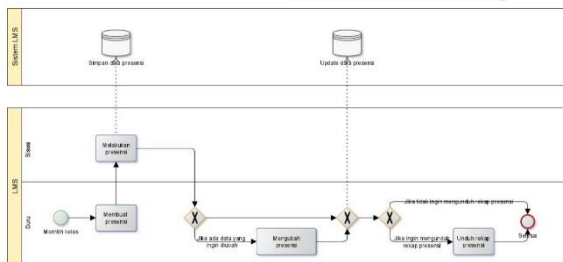 Sistem LMS
Simpan data presensi
Update data presensi
LMS
Siswa
Melakukan presensi
Guru
Memilih kelas
Membuat presensi
Jika ada data yang ingin diubah
Mengubah presensi
Jika tidak ingin mengunduh rekap presensi
Jika ingin mengunduh rekap presensi
Unduh rekap presensi
Selesai